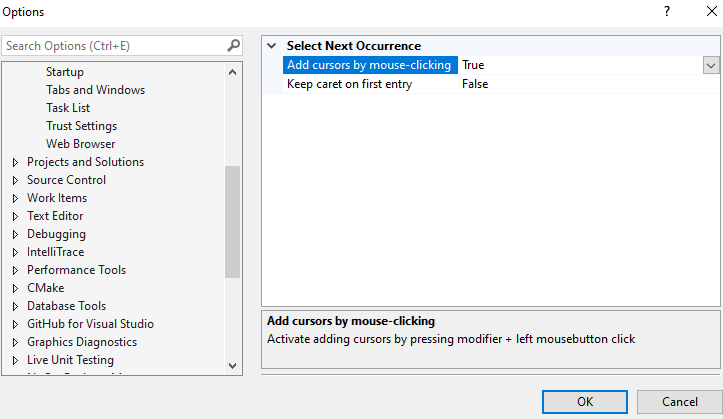 Options
Search Options (Ctrl+E)
Startup
Tabs and Windows
Task List
Trust Settings
Web Browser
Projects and Solutions
Source Control
Work Items
Text Editor
Debugging
IntelliTrace
Performance Tools
CMake
Database Tools
GitHub for Visual Studio
Graphics Diagnostics
Live Unit Testing
Select Next Occurrence
Add cursors by mouse-clicking True
Keep caret on first entry False
Add cursors by mouse-clicking
Activate adding cursors by pressing modifier + left mousebutton click
OK Cancel